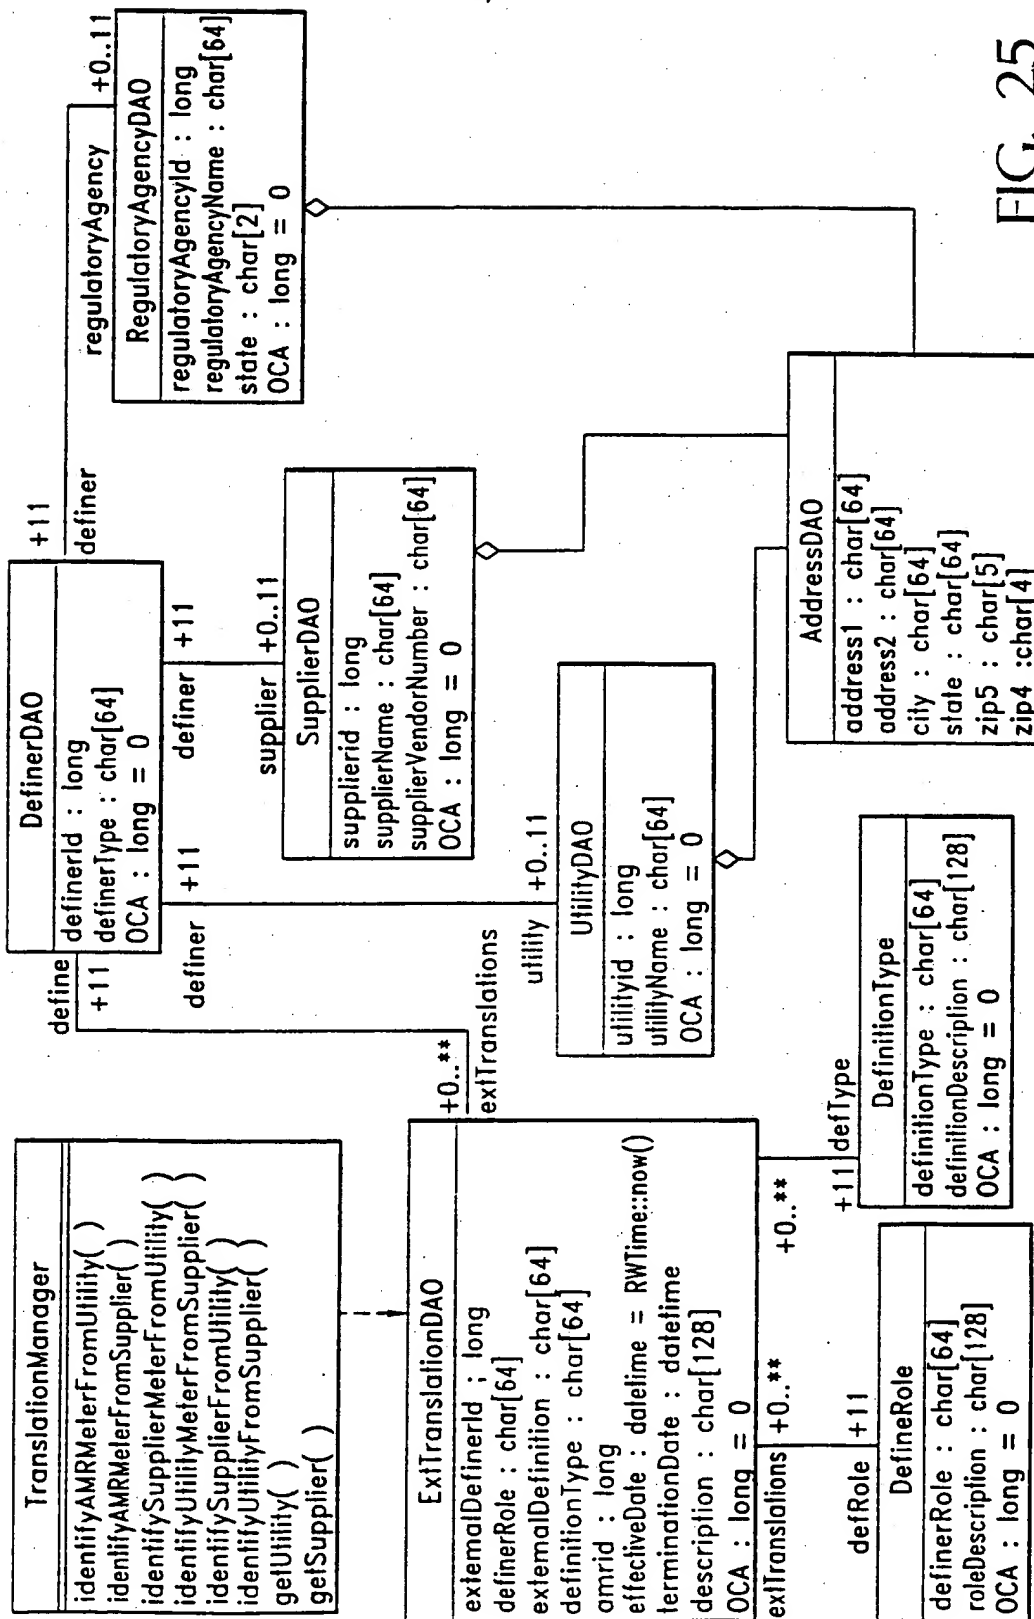 TranslationManager
identifyAMRMeterFromUtility( )
identifyAMRMeterFromSupplier( )
identifySupplierMeterFromUtility( )
identifyUtilityMeterFromSupplier( )
identifySupplierFromUtility( )
identifyUtilityFromSupplier( )
getUtility( )
getSupplier( )
define
+11
DefinerDAO
definerId : long
definerType : char[64]
OCA : long = 0
+11
definer
regulatoryAgency
+0..11
RegulatoryAgencyDAO
regulatoryAgencyId : long
regulatoryAgencyName : char[64]
state : char[2]
OCA : long = 0
definer
+11
definer
+11
supplier
+0..11
SupplierDAO
supplierid : long
supplierName : char[64]
supplierVendorNumber : char[64]
OCA : long = 0
+0..**
extTranslations
utility
+0..11
UtilityDAO
utilityid : long
utilityName : char[64]
OCA : long = 0
ExtTranslationDAO
externalDefinerId ; long
definerRole : char[64]
externalDefinition : char[64]
definitionType : char[64]
amrid : long
effectiveDate : datetime = RWTime::now()
terminationDate : datetime
description : char[128]
OCA : long = 0
extTranslations
+0..**
+0..**
defRole
+11
+11
defType
DefineRole
definerRole : char[64]
roleDescription : char[128]
OCA : long = 0
DefinitionType
definitionType : char[64]
definitionDescription : char[128]
OCA : long = 0
AddressDAO
address1 : char[64]
address2 : char[64]
city : char[64]
state : char[64]
zip5 : char[5]
zip4 :char[4]
FIG. 25